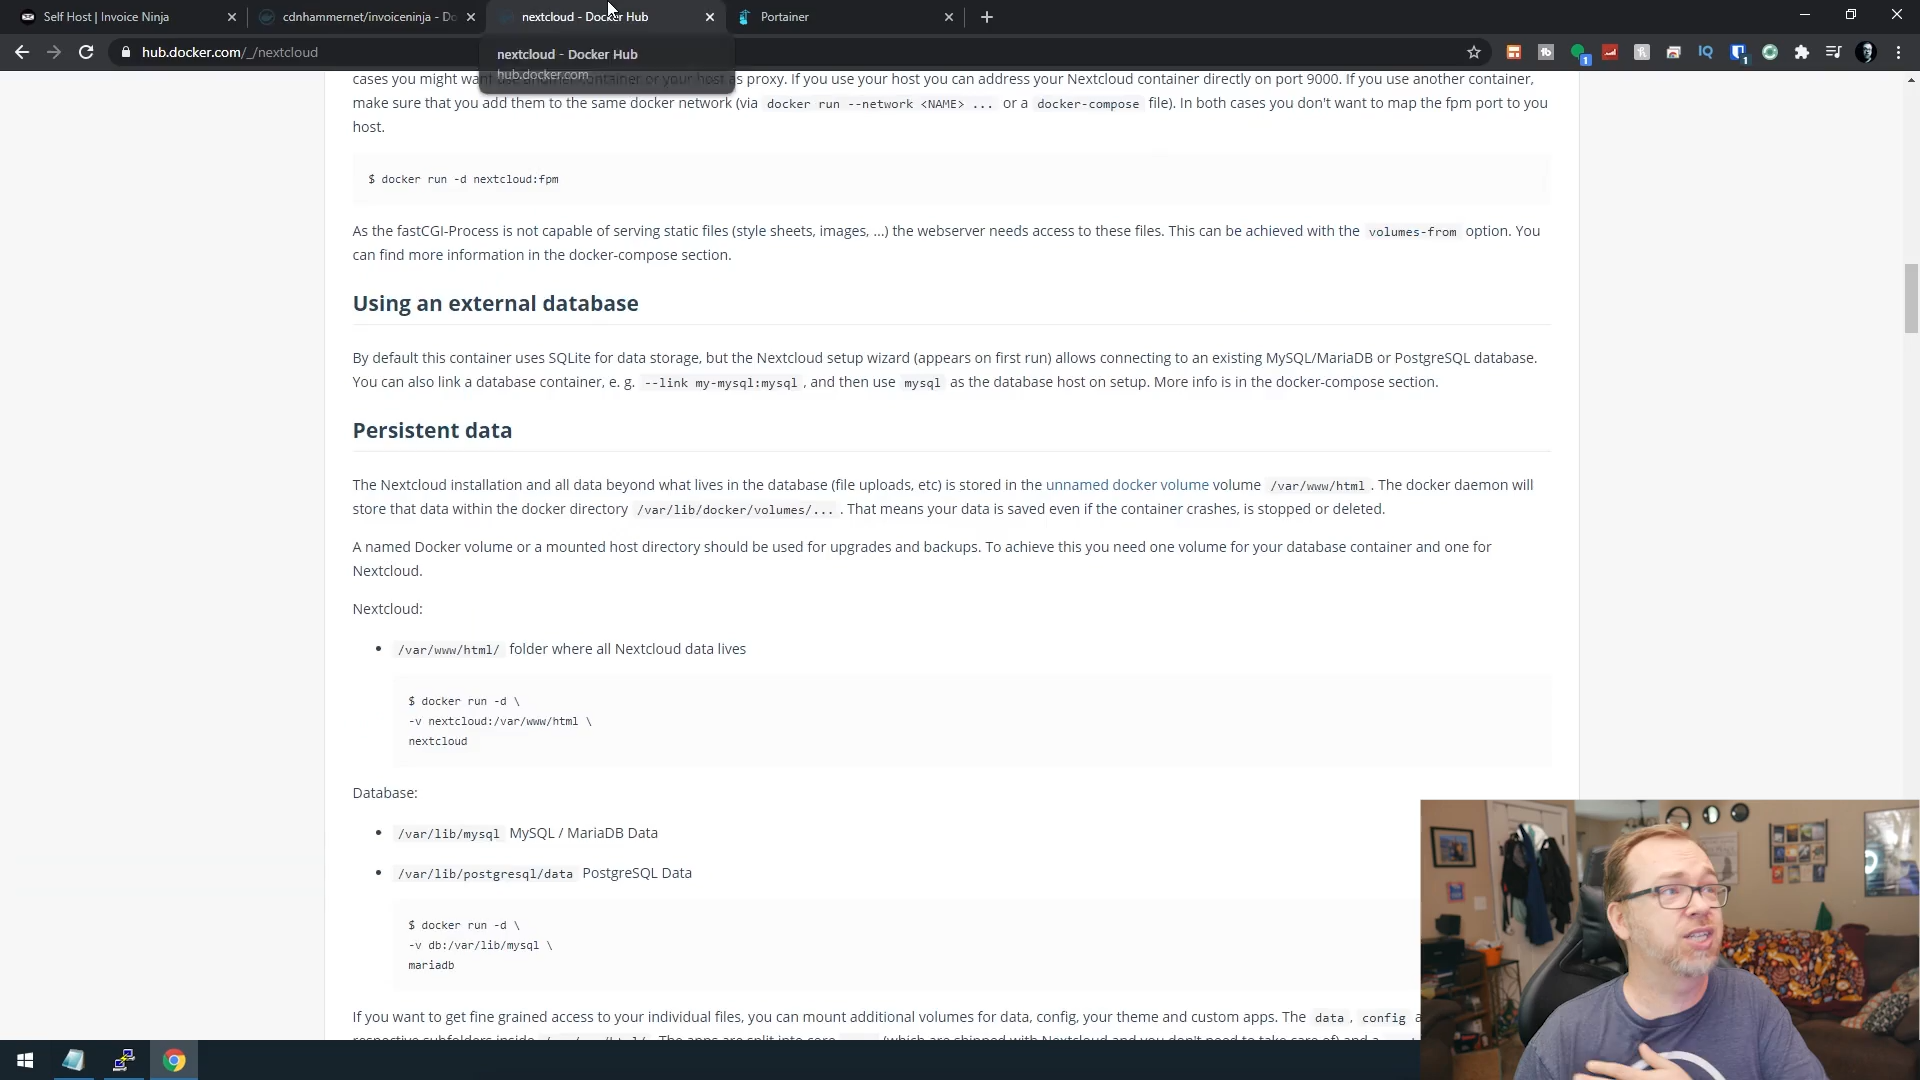 Self Host | Invoice Ninja
cdnhammernet/invoiceninja - Do
nextcloud - Docker Hub
Portainer
hub.docker.com/_/nextcloud
nextcloud - Docker Hub
hub.docker.com
cases you might want use another container or your host as proxy. If you use your host you can address your Nextcloud container directly on port 9000. If you use another container,
make sure that you add them to the same docker network (via docker run --network <NAME> ... or a docker-compose file). In both cases you don't want to map the fpm port to you
host.
$ docker run -d nextcloud:fpm
As the fastCGI-Process is not capable of serving static files (style sheets, images, ...) the webserver needs access to these files. This can be achieved with the volumes-from option. You
can find more information in the docker-compose section.
Using an external database
By default this container uses SQLite for data storage, but the Nextcloud setup wizard (appears on first run) allows connecting to an existing MySQL/MariaDB or PostgreSQL database.
You can also link a database container, e. g. --link my-mysql:mysql , and then use mysql as the database host on setup. More info is in the docker-compose section.
Persistent data
The Nextcloud installation and all data beyond what lives in the database (file uploads, etc) is stored in the unnamed docker volume volume /var/www/html . The docker daemon will
store that data within the docker directory /var/lib/docker/volumes/... . That means your data is saved even if the container crashes, is stopped or deleted.
A named Docker volume or a mounted host directory should be used for upgrades and backups. To achieve this you need one volume for your database container and one for
Nextcloud.
Nextcloud:
• /var/www/html/ folder where all Nextcloud data lives
$ docker run -d \
-v nextcloud:/var/www/html \
nextcloud
Database:
• /var/lib/mysql MySQL / MariaDB Data
• /var/lib/postgresql/data PostgreSQL Data
$ docker run -d \
-v db:/var/lib/mysql \
mariadb
If you want to get fine grained access to your individual files, you can mount additional volumes for data, config, your theme and custom apps. The data , config a